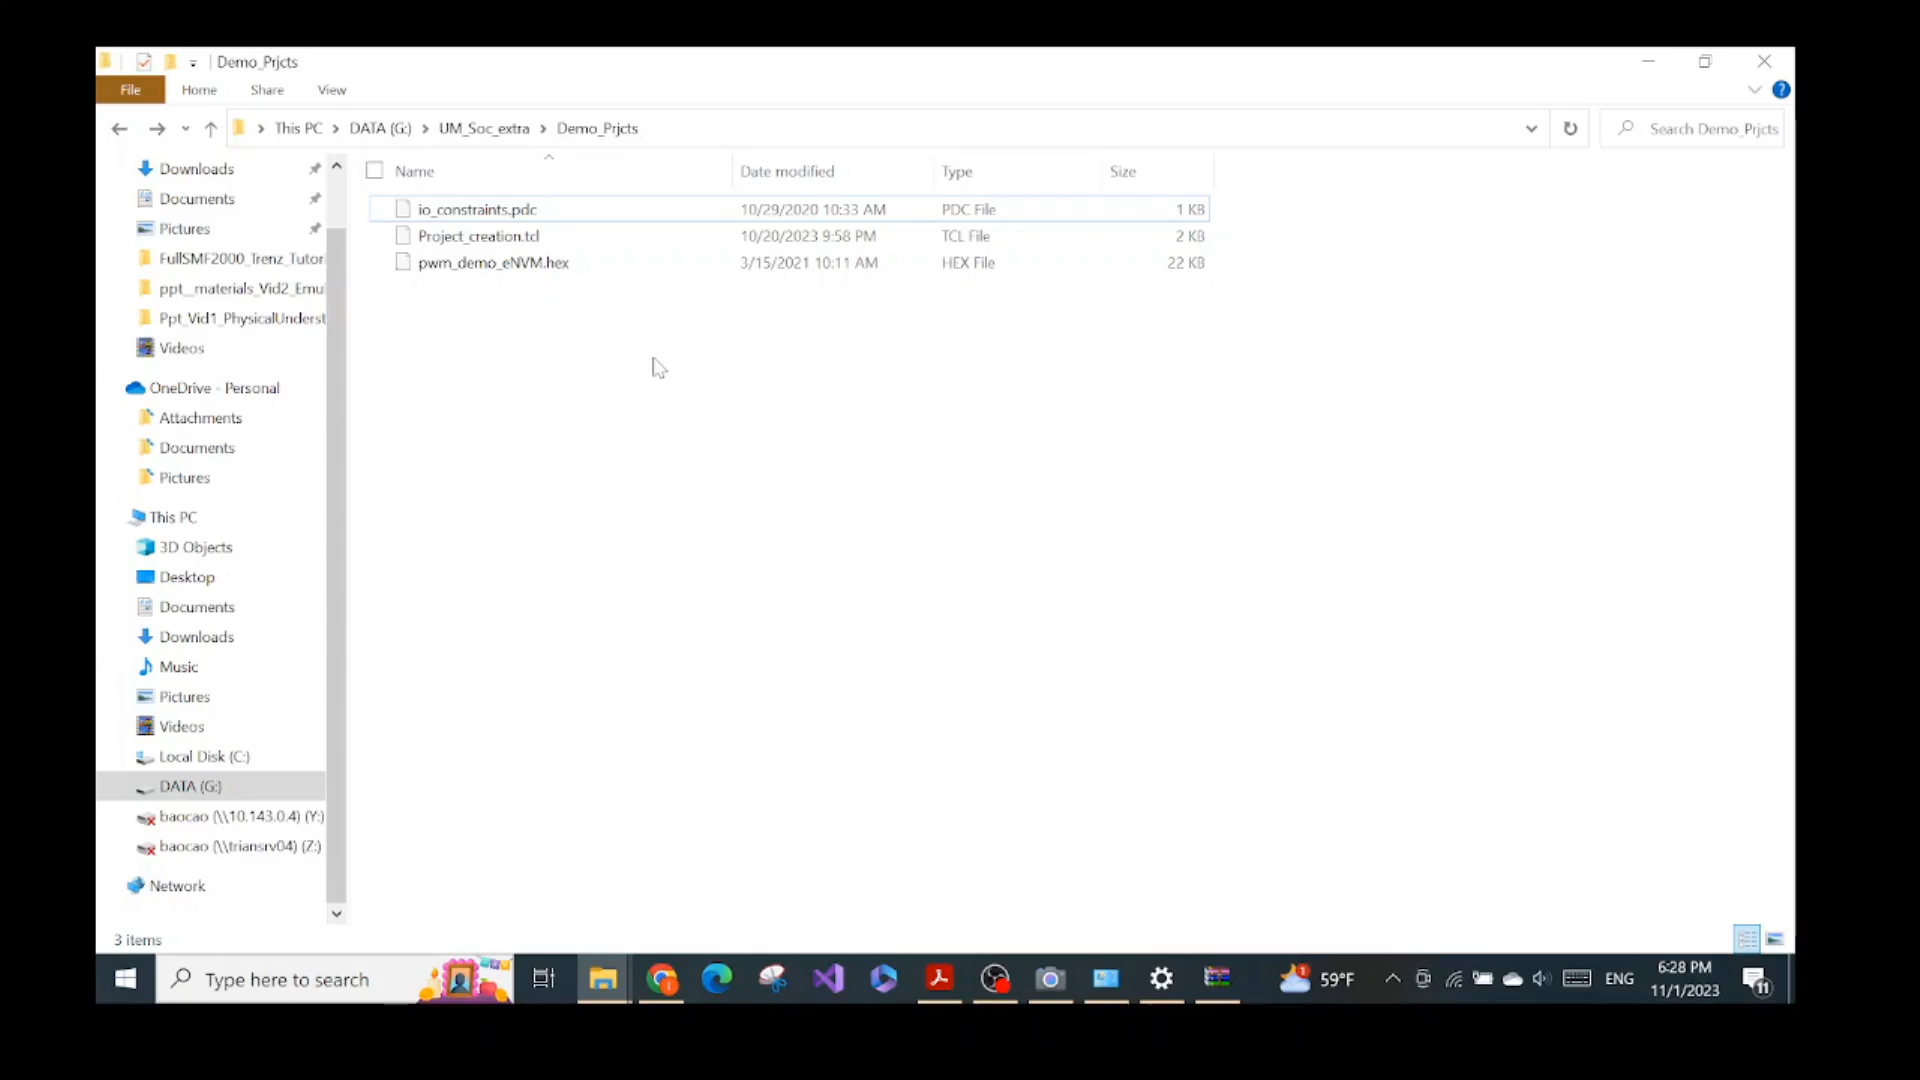 Demo_Prjcts
File Home Share View
This PC DATA (G:) UM_Soc_extra Demo_Prjcts
Search Demo_Prjcts
Name Date modified Type Size
io_constraints.pdc 10/29/2020 10:33 AM PDC File 1 KB
Project_creation.tcl 10/20/2023 9:58 PM TCL File 2 KB
pwm_demo_eNVM.hex 3/15/2021 10:11 AM HEX File 22 KB
Downloads
Documents
Pictures
FullSMF2000_Trenz_Tutor
ppt__materials_Vid2_Emu
Ppt_Vid1_PhysicalUnderst
Videos
OneDrive - Personal
Attachments
Documents
Pictures
This PC
3D Objects
Desktop
Documents
Downloads
Music
Pictures
Videos
Local Disk (C:)
DATA (G:)
baocao (\\10.143.0.4) (Y:)
baocao (\\triansrv04) (Z:)
Network
3 items
Type here to search
59°F
ENG
6:28 PM
11/1/2023
11